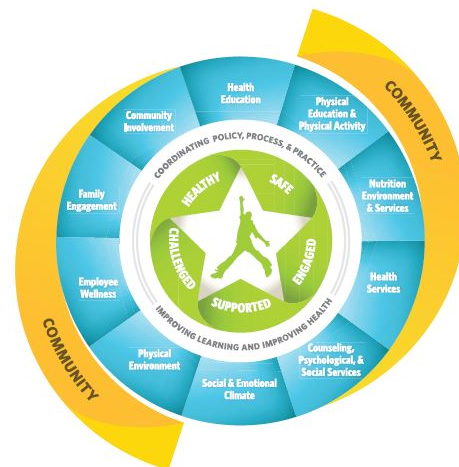 COMMUNITY
Health
Education
Physical
Education &
Physical Activity
Nutrition
Environment
& Services
Health
Services
Counseling,
Psychological, &
Social Services
Social & Emotional
Climate
Physical
Environment
Employee
Wellness
Family
Engagement
Community
Involvement
COMMUNITY
COORDINATING POLICY, PROCESS, & PRACTICE
IMPROVING LEARNING AND IMPROVING HEALTH
HEALTHY
SAFE
ENGAGED
SUPPORTED
CHALLENGED